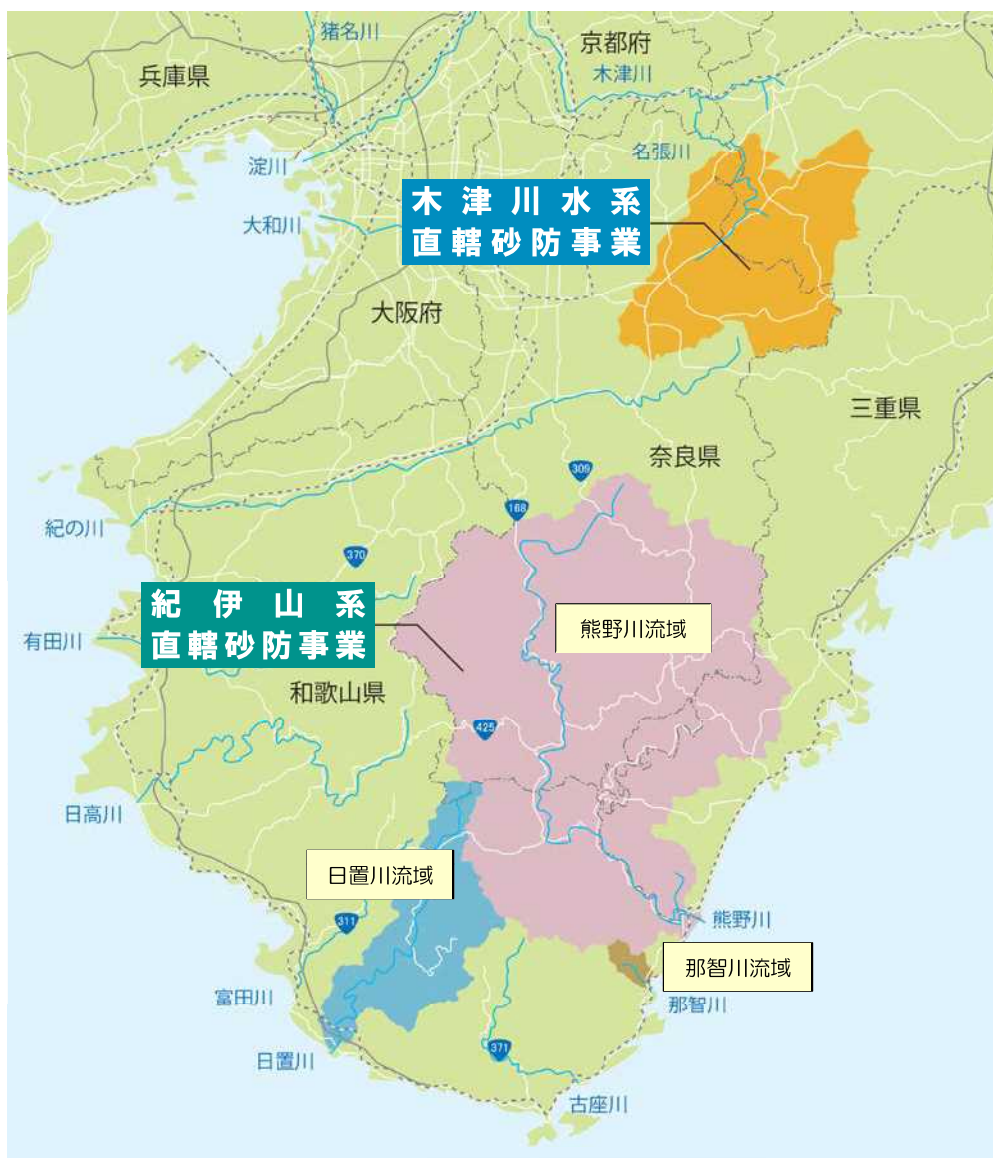 猪名川
京都府
兵庫県
木津川
名張川
淀川
木津川水系
直轄砂防事業
大和川
大阪府
三重県
奈良県
309
168
紀の川
370
紀伊山系
直轄砂防事業
熊野川流域
有田川
和歌山県
425
日高川
日置川流域
311
熊野川
那智川流域
富田川
那智川
371
日置川
古座川